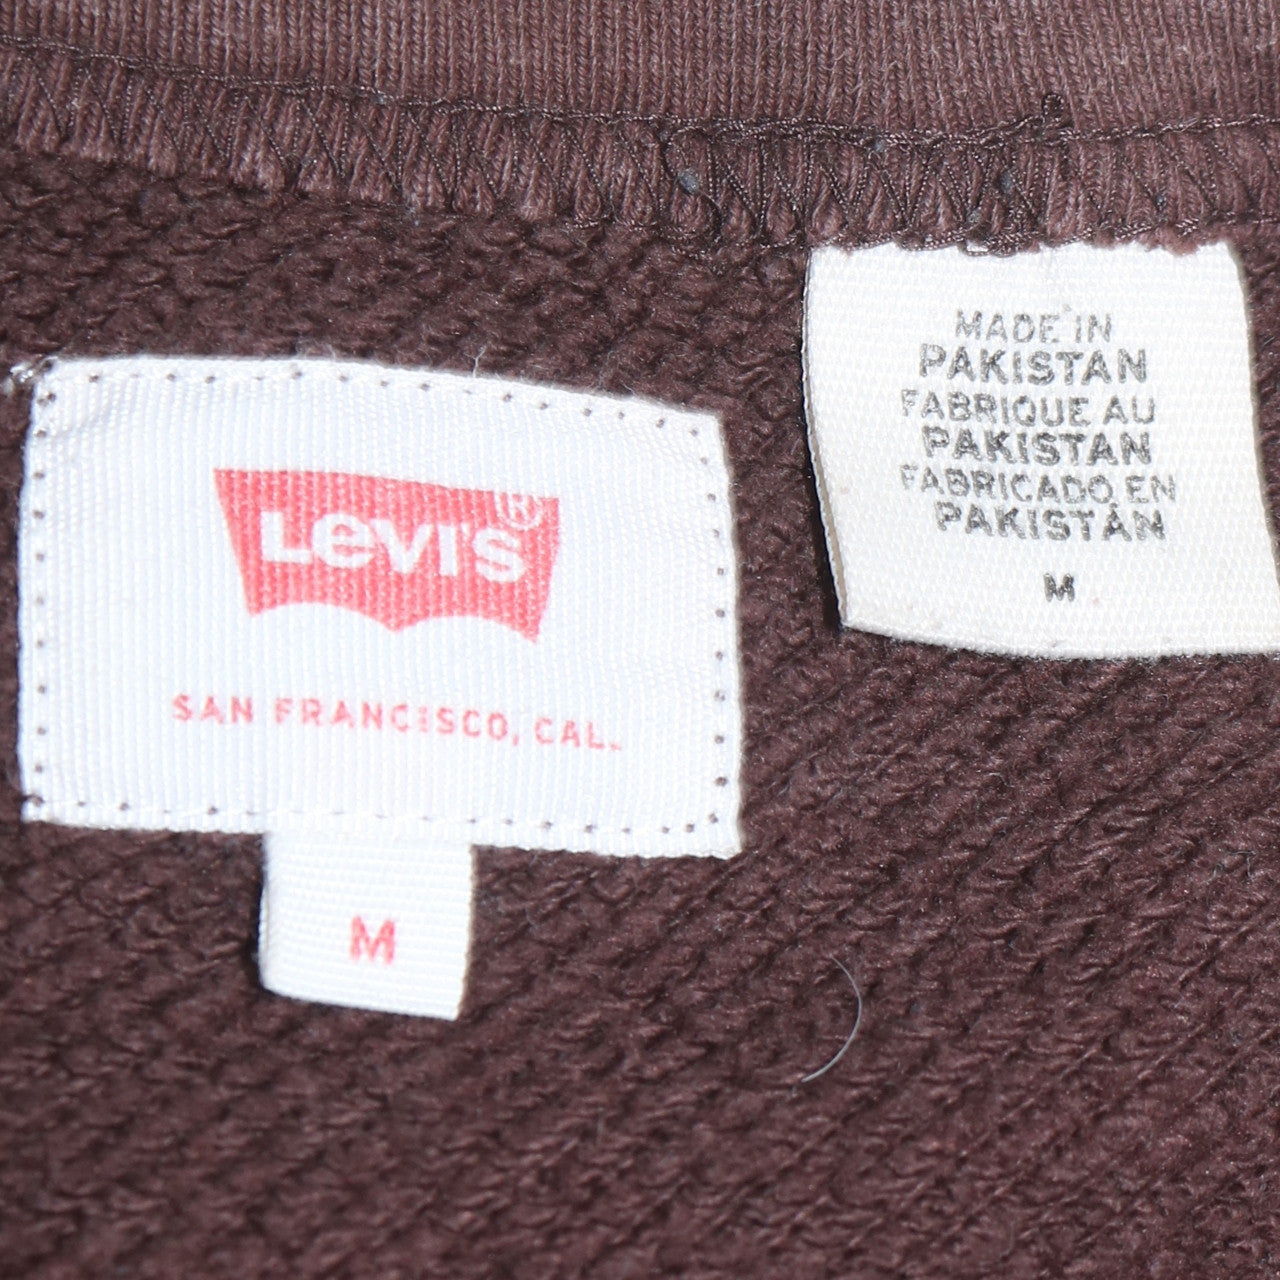 LEVI'S®
SAN FRANCISCO, CAL.
M
MADE IN
PAKISTAN
FABRIQUE AU
PAKISTAN
FABRICADO EN
PAKISTÁN
M